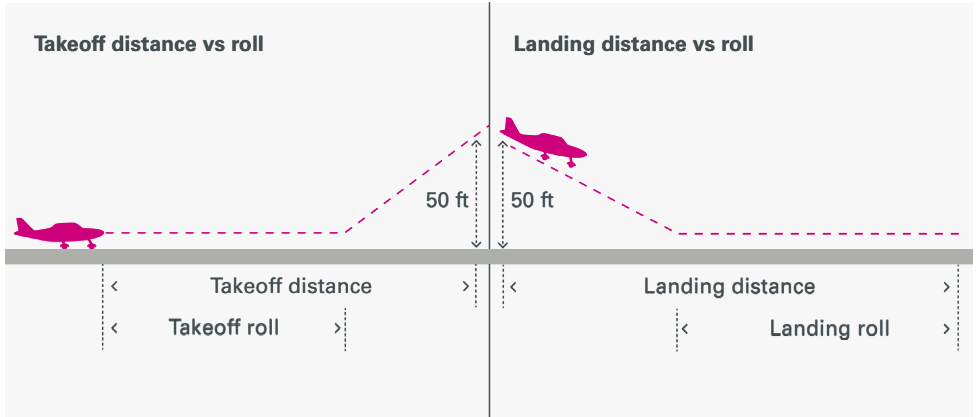 Takeoff distance vs roll
Landing distance vs roll
50 ft
50 ft
Takeoff distance
Landing distance
Takeoff roll
Landing roll